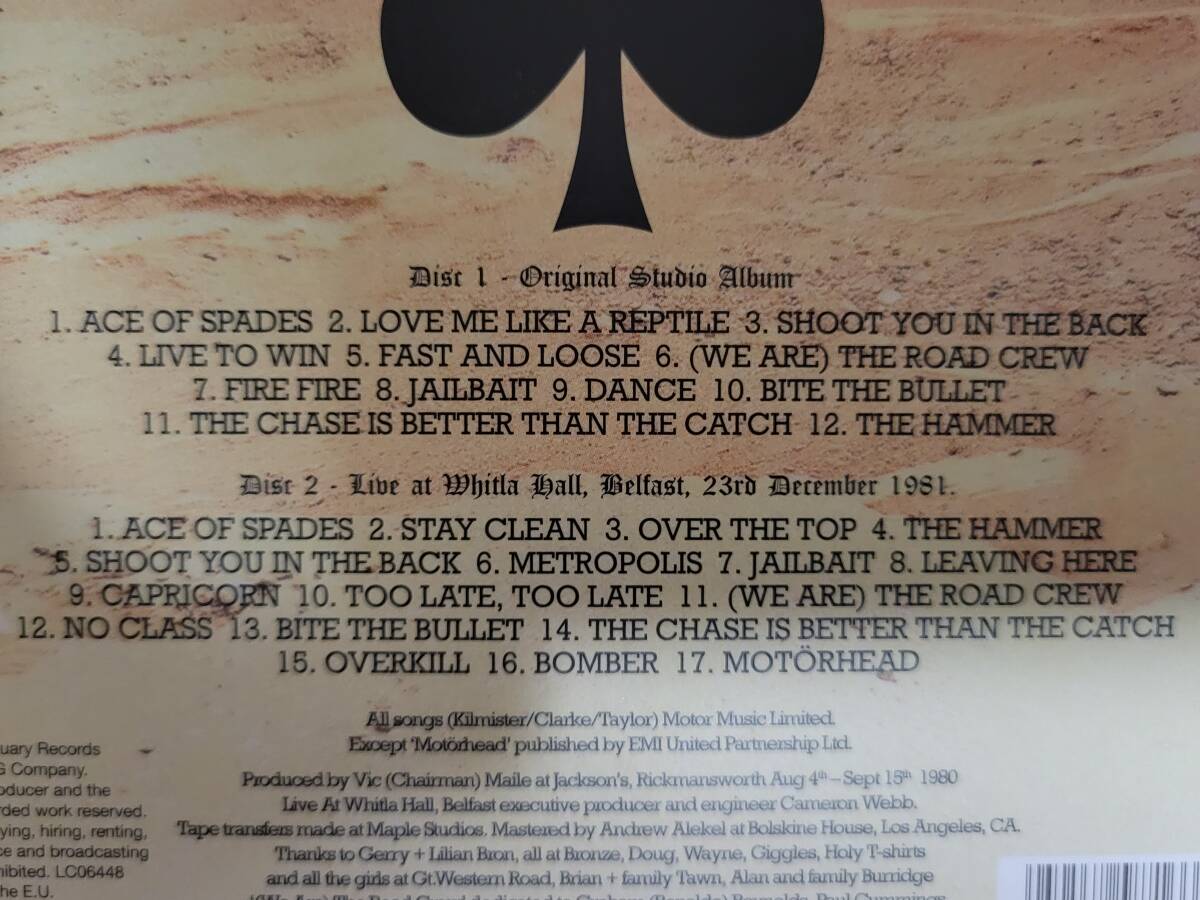 Disc 1 - Original Studio Album
1. ACE OF SPADES 2. LOVE ME LIKE A REPTILE 3. SHOOT YOU IN THE BACK
4. LIVE TO WIN 5. FAST AND LOOSE 6. (WE ARE) THE ROAD CREW
7. FIRE FIRE 8. JAILBAIT 9. DANCE 10. BITE THE BULLET
11. THE CHASE IS BETTER THAN THE CATCH 12. THE HAMMER
Disc 2 - Live at Whitla Hall, Belfast, 23rd December 1981.
1. ACE OF SPADES 2. STAY CLEAN 3. OVER THE TOP 4. THE HAMMER
5. SHOOT YOU IN THE BACK 6. METROPOLIS 7. JAILBAIT 8. LEAVING HERE
9. CAPRICORN 10. TOO LATE, TOO LATE 11. (WE ARE) THE ROAD CREW
12. NO CLASS 13. BITE THE BULLET 14. THE CHASE IS BETTER THAN THE CATCH
15. OVERKILL 16. BOMBER 17. MOTÖRHEAD
All songs (Kilmister/Clarke/Taylor) Motor Music Limited.
Except 'Motörhead' published by EMI United Partnership Ltd.
Produced by Vic (Chairman) Maile at Jackson's, Rickmansworth Aug 4th – Sept 15th 1980
Live At Whitla Hall, Belfast executive producer and engineer Cameron Webb.
Tape transfers made at Maple Studios. Mastered by Andrew Alekel at Bolskine House, Los Angeles, CA.
Thanks to Gerry + Lilian Bron, all at Bronze, Doug, Wayne, Giggles, Holy T-shirts
and all the girls at Gt.Western Road, Brian + family Tawn, Alan and family Burridge
uary Records
G Company.
oducer and the
rded work reserved.
ying, hiring, renting,
ce and broadcasting
hibited. LC06448
the E.U.